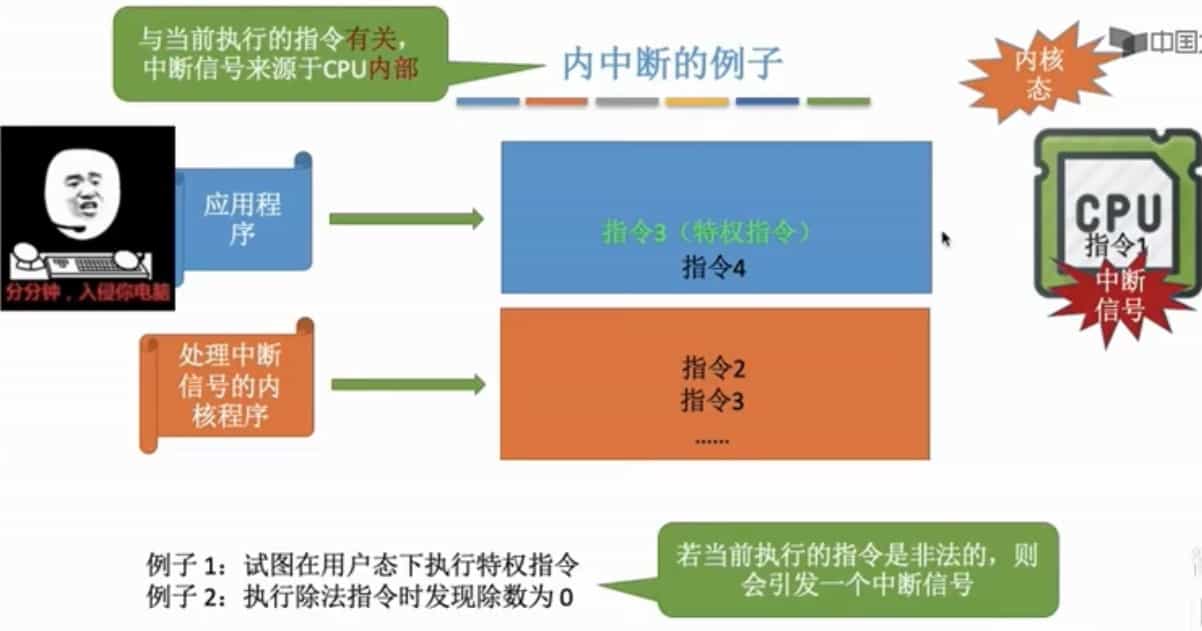 与当前执行的指令有关，
中断信号来源于CPU内部
内中断的例子
内核
态
中国
应用程
序
分分钟，入侵你电脑
指令3（特权指令）
指令4
CPU
指令1
中断
信号
处理中断
信号的内
核程序
指令2
指令3
......
例子 1：试图在用户态下执行特权指令
例子 2：执行除法指令时发现除数为 0
若当前执行的指令是非法的，则
会引发一个中断信号